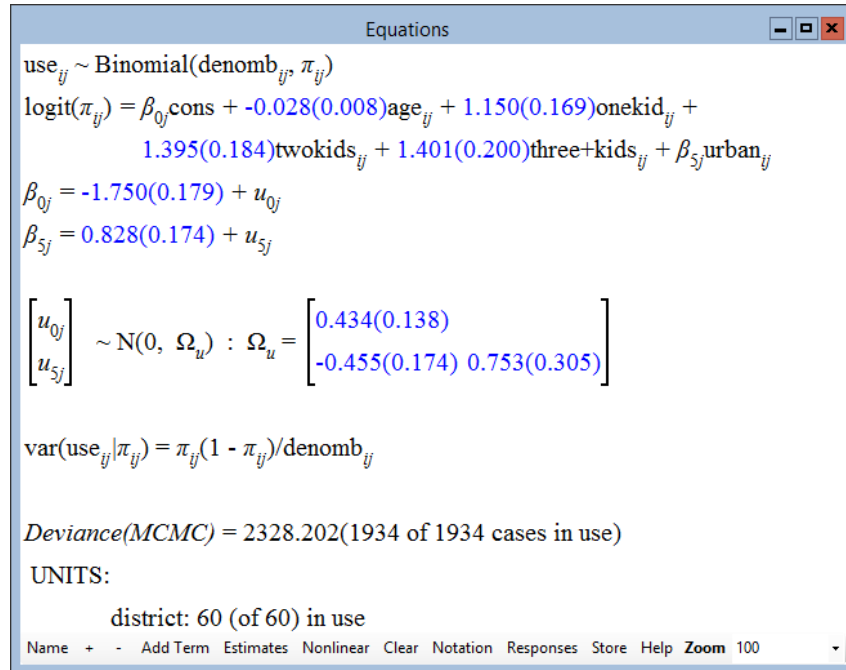 Equations
use_ij ~ Binomial(denomb_ij, π_ij)
logit(π_ij) = β_0jcons + -0.028(0.008)age_ij + 1.150(0.169)onekid_ij +
1.395(0.184)twokids_ij + 1.401(0.200)three+kids_ij + β_5jurban_ij
β_0j = -1.750(0.179) + u_0j
β_5j = 0.828(0.174) + u_5j
[u_0j] ~ N(0, Ω_u) : Ω_u = [0.434(0.138)
[u_5j] -0.455(0.174) 0.753(0.305)]
var(use_ij|π_ij) = π_ij(1 - π_ij)/denomb_ij
Deviance(MCMC) = 2328.202(1934 of 1934 cases in use)
UNITS:
district: 60 (of 60) in use
Name + - Add Term Estimates Nonlinear Clear Notation Responses Store Help Zoom 100